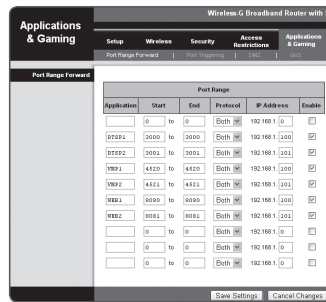 Wireless-G Broadband Router with
Applications & Gaming
Setup Wireless Security Access Restrictions Applications & Gaming
Port Range Forward | Port Triggering | DMZ | QoS
Port Range Forward
Port Range
Application Start End Protocol IP Address Enable
0 to 0 Both 192.168.1. 0
RTSP1 3000 to 3000 Both 192.168.1. 100
RTSP2 3001 to 3001 Both 192.168.1. 101
VNP1 4520 to 4520 Both 192.168.1. 100
VNP2 4521 to 4521 Both 192.168.1. 101
WEB1 8080 to 8080 Both 192.168.1. 100
WEB2 8081 to 8081 Both 192.168.1. 101
0 to 0 Both 192.168.1. 0
0 to 0 Both 192.168.1. 0
0 to 0 Both 192.168.1. 0
Save Settings Cancel Changes